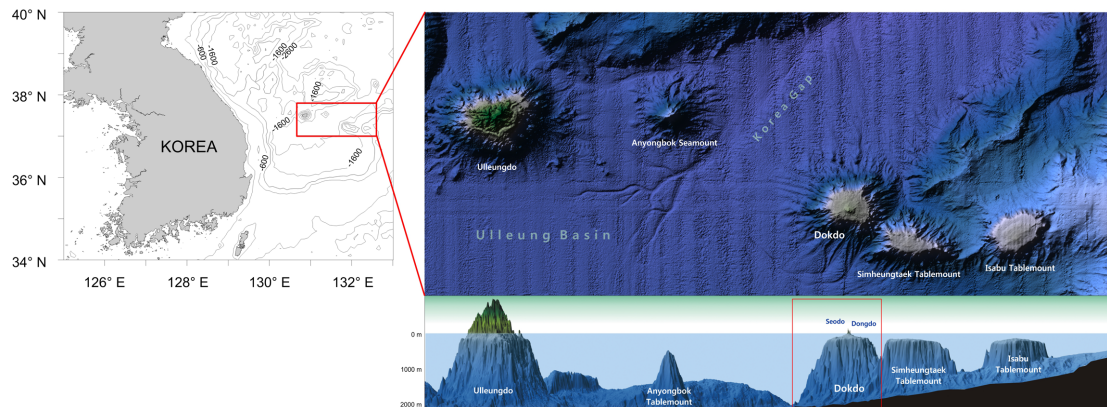 40° N
38° N
36° N
34° N
126° E
128° E
130° E
132° E
KOREA
-600
-1600
-1600
-2600
-1600
-1600
-600
-1600
Ulleungdo
Anyongbok Seamount
Korea Gap
Ulleung Basin
Dokdo
Simheungtaek Tablemount
Isabu Tablemount
0 m
1000 m
2000 m
Ulleungdo
Anyongbok
Tablemount
Seodo
Dongdo
Dokdo
Simheungtaek
Tablemount
Isabu
Tablemount